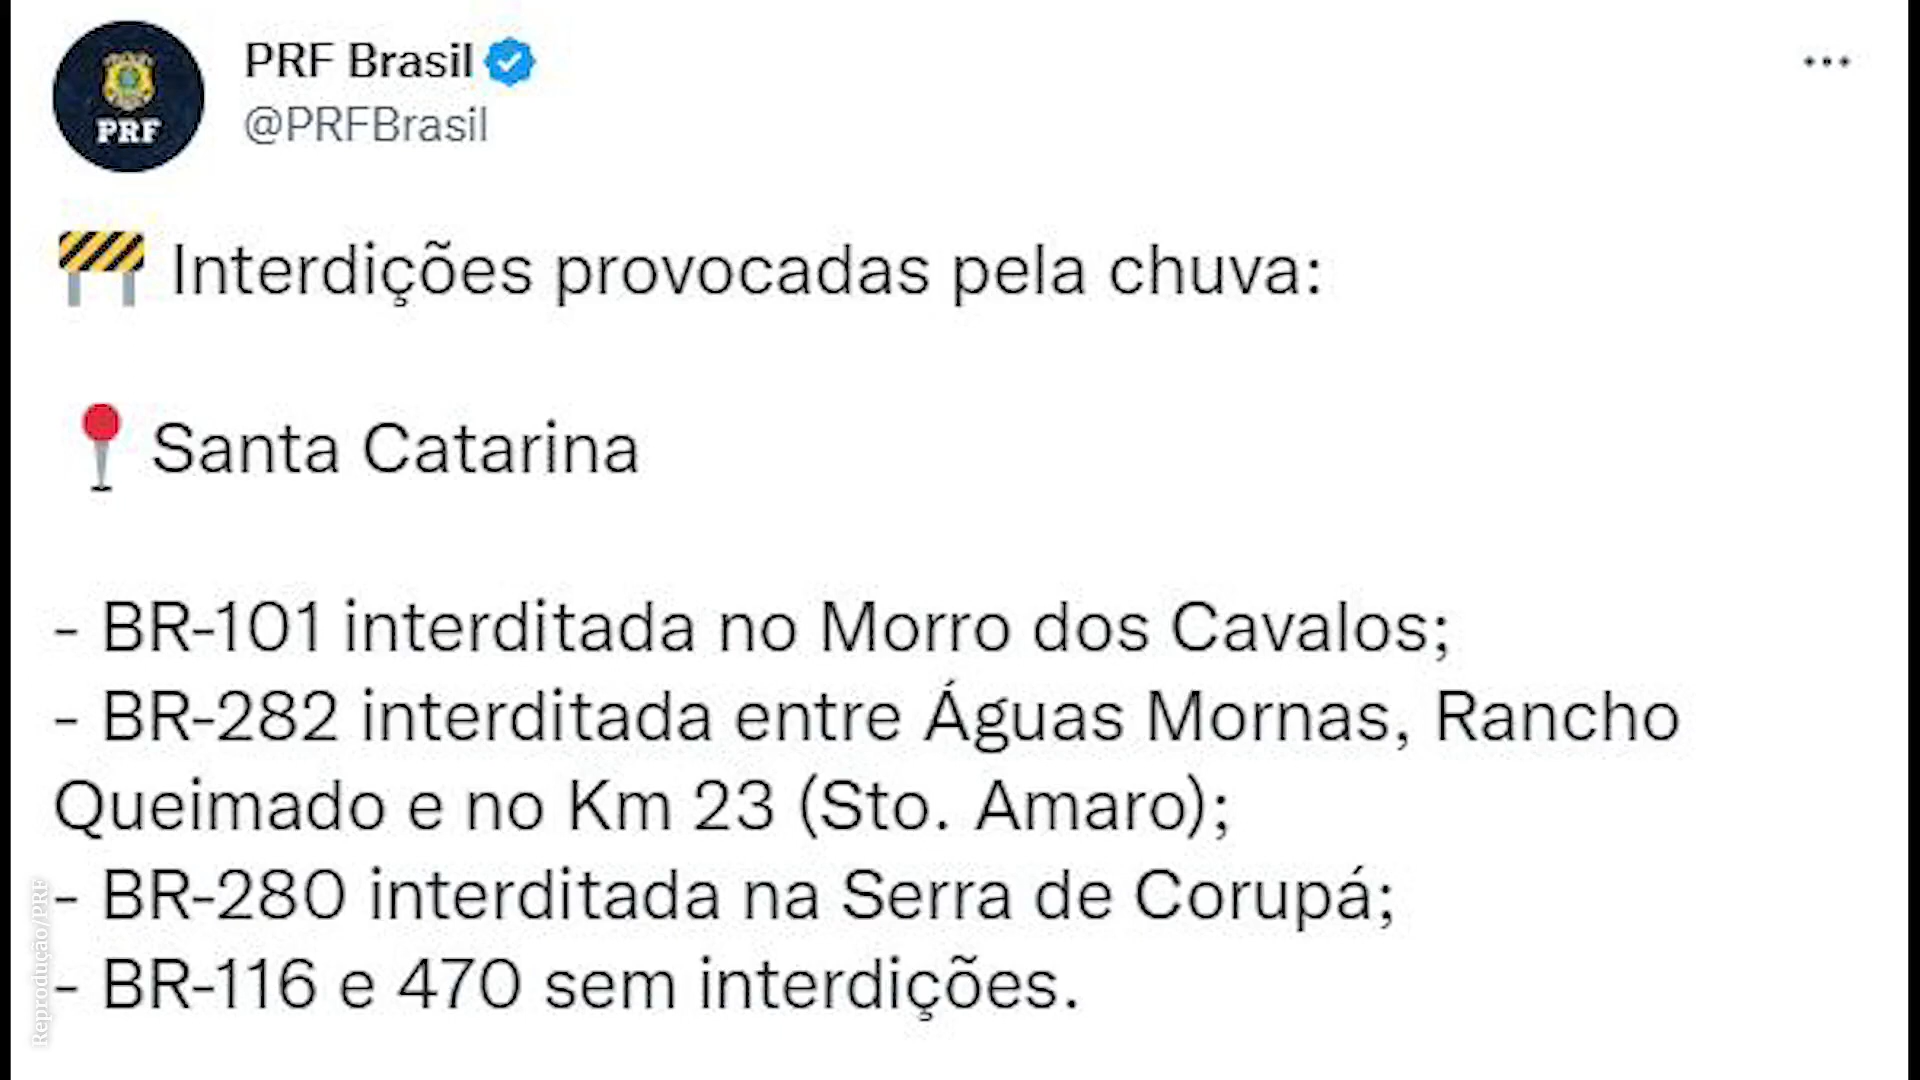 PRF Brasil
@PRFBrasil
PRF
Interdições provocadas pela chuva:
Santa Catarina
- BR-101 interditada no Morro dos Cavalos;
- BR-282 interditada entre Águas Mornas, Rancho
Queimado e no Km 23 (Sto. Amaro);
- BR-280 interditada na Serra de Corupá;
- BR-116 e 470 sem interdições.
Reprodução/PRF